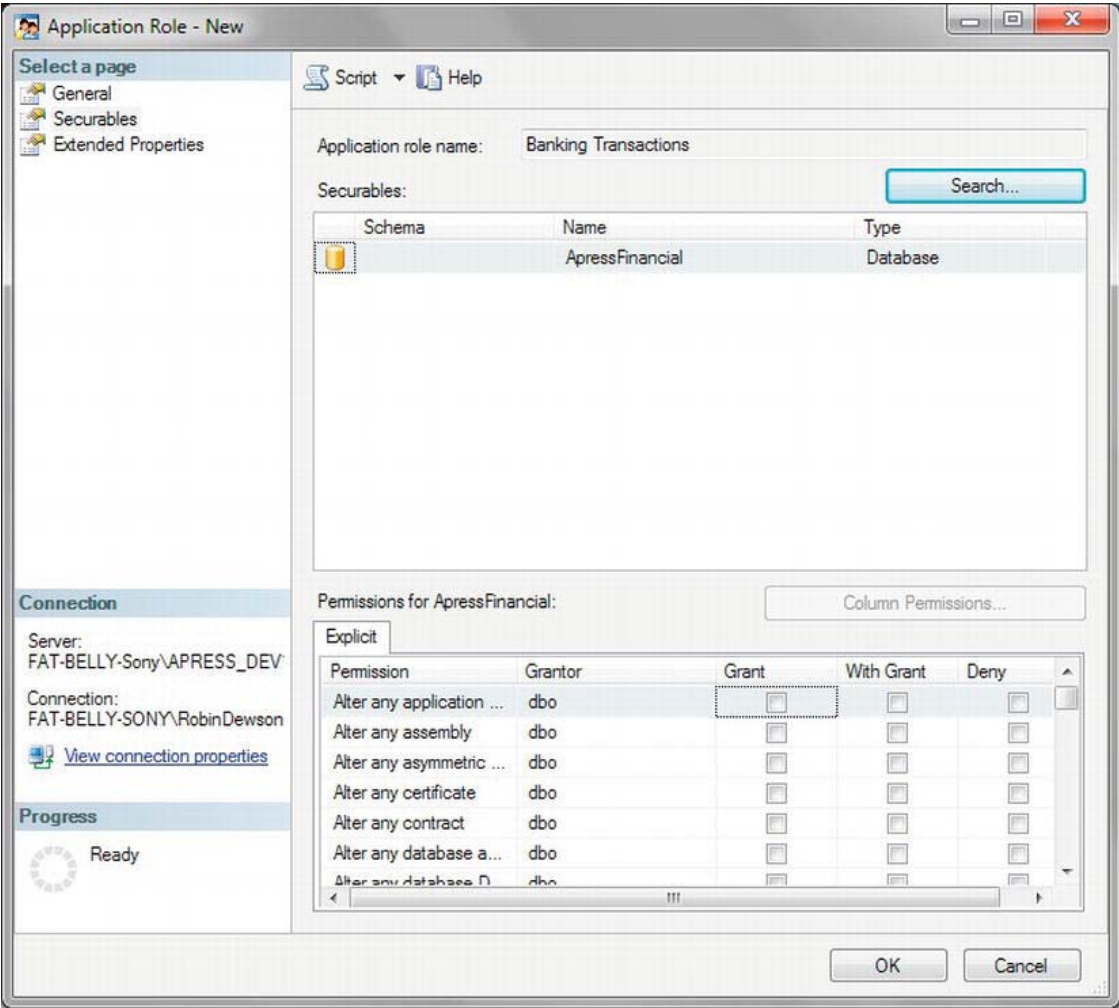 Application Role - New
Select a page
General
Securables
Extended Properties
Script Help
Application role name: Banking Transactions
Securables: Search...
Schema Name Type
ApressFinancial Database
Connection
Server:
FAT-BELLY-Sony\APRESS_DEV
Connection:
FAT-BELLY-SONY\RobinDewson
View connection properties
Progress
Ready
Permissions for ApressFinancial: Column Permissions...
Explicit
Permission Grantor Grant With Grant Deny
Alter any application ... dbo
Alter any assembly dbo
Alter any asymmetric ... dbo
Alter any certificate dbo
Alter any contract dbo
Alter any database a... dbo
Alter any database D dbo
OK Cancel